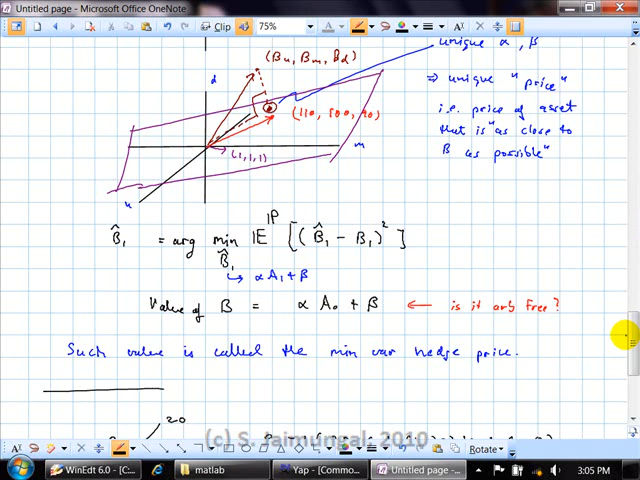 Untitled page - Microsoft Office OneNote
Clip
75%
unique α, β
(Bu, Bm, Bd)
d
⇒ unique "price"
i.e. price of asset
that is "as close to
B as possible"
(110, 100, 90)
m
(1,1,1)
u
B̂₁ = arg min 𝔼^ℙ [(B̂₁ - B₁)²]
B̂₁
↳ αA₁ + β
Value of B = α A₀ + β ← is it arb free?
Such value is called the min var hedge price.
20
(c) S. Jaimungal, 2010
Rotate
WinEdt 6.0 - [C...
matlab
Yap - [Commo...
Untitled page - ...
3:05 PM